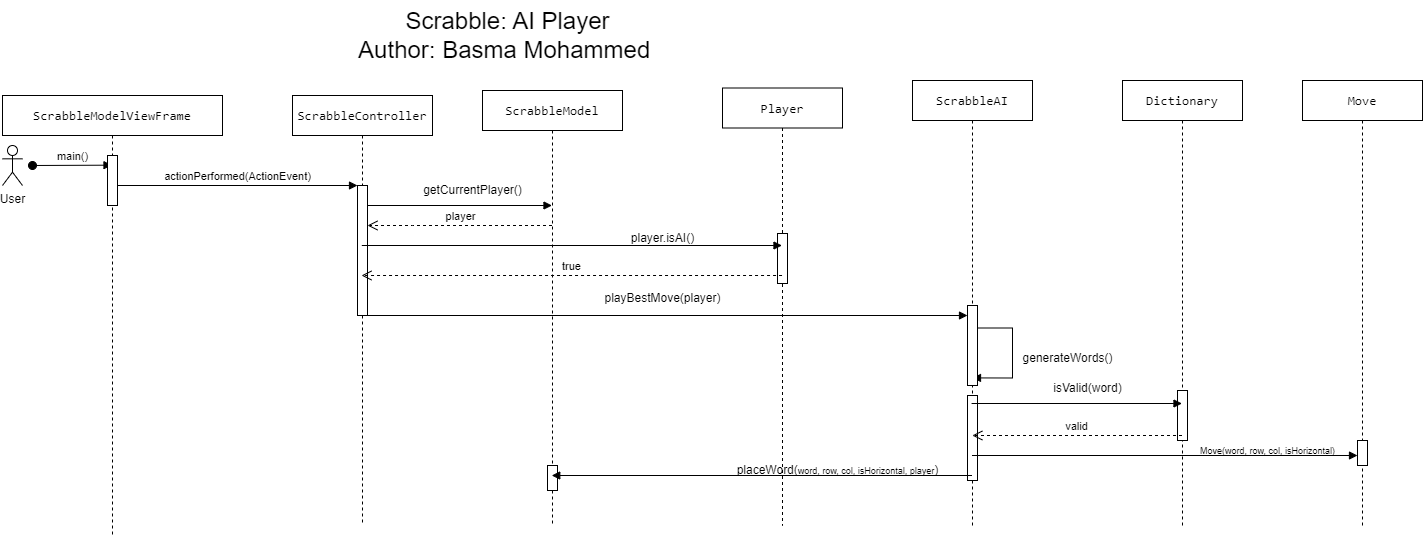 Scrabble: AI Player
Author: Basma Mohammed
ScrabbleModelViewFrame
ScrabbleController
ScrabbleModel
Player
ScrabbleAI
Dictionary
Move
main()
User
actionPerformed(ActionEvent)
getCurrentPlayer()
player
player.isAI()
true
playBestMove(player)
generateWords()
isValid(word)
valid
Move(word, row, col, isHorizontal)
placeWord(word, row, col, isHorizontal, player)